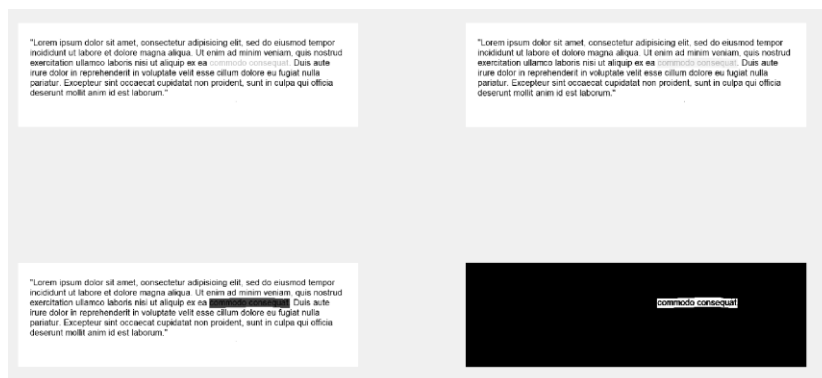 "Lorem ipsum dolor sit amet, consectetur adipisicing elit, sed do eiusmod tempor
incididunt ut labore et dolore magna aliqua. Ut enim ad minim veniam, quis nostrud
exercitation ullamco laboris nisi ut aliquip ex ea commodo consequat. Duis aute
irure dolor in reprehenderit in voluptate velit esse cillum dolore eu fugiat nulla
pariatur. Excepteur sint occaecat cupidatat non proident, sunt in culpa qui officia
deserunt mollit anim id est laborum."
"Lorem ipsum dolor sit amet, consectetur adipisicing elit, sed do eiusmod tempor
incididunt ut labore et dolore magna aliqua. Ut enim ad minim veniam, quis nostrud
exercitation ullamco laboris nisi ut aliquip ex ea commodo consequat. Duis aute
irure dolor in reprehenderit in voluptate velit esse cillum dolore eu fugiat nulla
pariatur. Excepteur sint occaecat cupidatat non proident, sunt in culpa qui officia
deserunt mollit anim id est laborum."
"Lorem ipsum dolor sit amet, consectetur adipisicing elit, sed do eiusmod tempor
incididunt ut labore et dolore magna aliqua. Ut enim ad minim veniam, quis nostrud
exercitation ullamco laboris nisi ut aliquip ex ea commodo consequat. Duis aute
irure dolor in reprehenderit in voluptate velit esse cillum dolore eu fugiat nulla
pariatur. Excepteur sint occaecat cupidatat non proident, sunt in culpa qui officia
deserunt mollit anim id est laborum."
commodo consequat